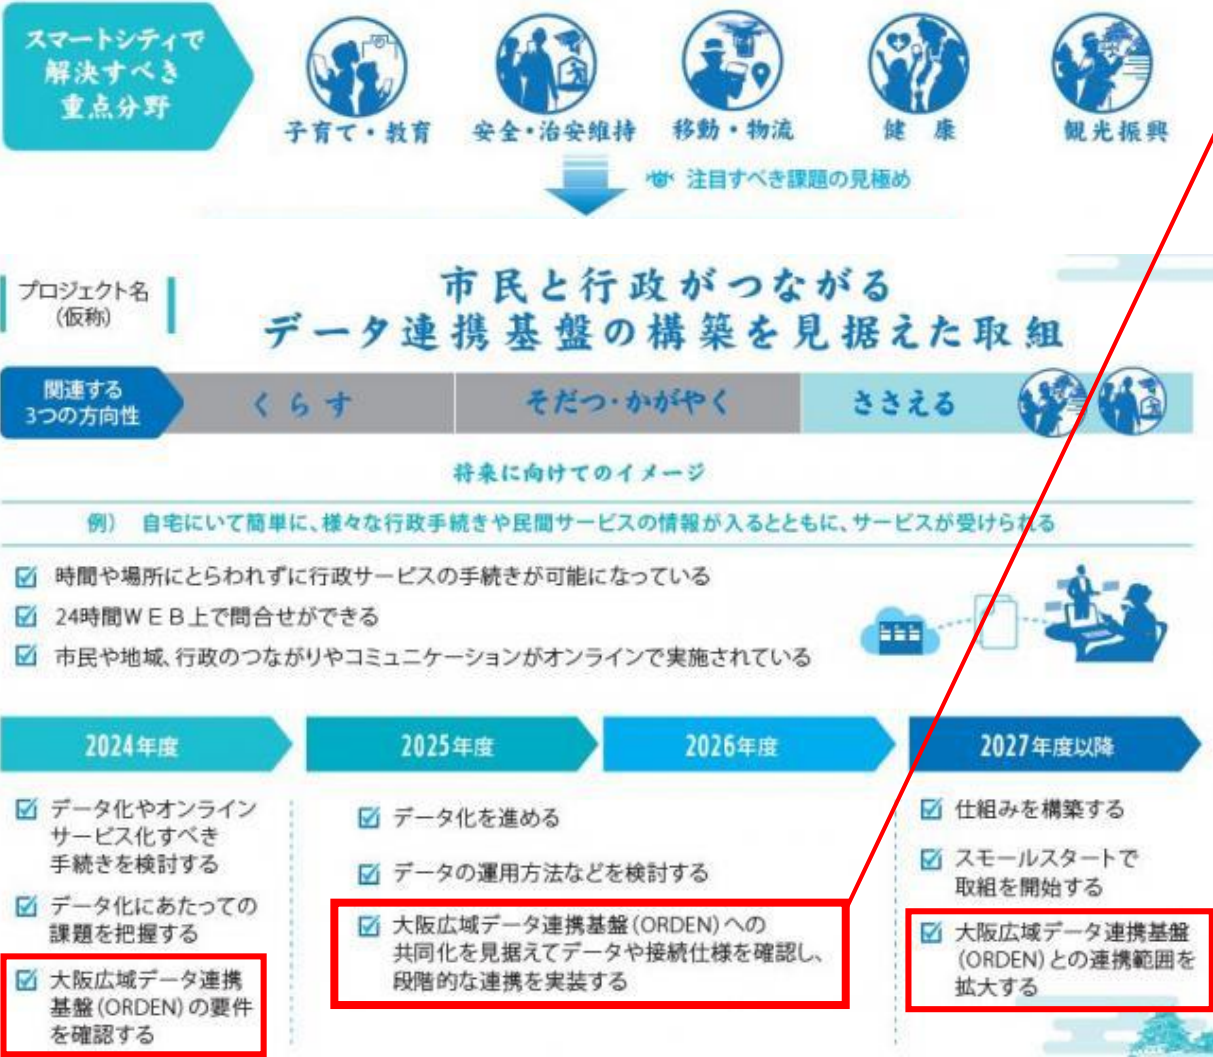 スマートシティで
解決すべき
重点分野
子育て・教育
安全・治安維持
移動・物流
健康
観光振興
注目すべき課題の見極め
プロジェクト名
(仮称)
市民と行政がつながる
データ連携基盤の構築を見据えた取組
関連する
3つの方向性
くらす
そだつ・かがやく
ささえる
将来に向けてのイメージ
例） 自宅にいて簡単に、様々な行政手続きや民間サービスの情報が入るとともに、サービスが受けられる
時間や場所にとらわれずに行政サービスの手続きが可能になっている
24時間ＷＥＢ上で問合せができる
市民や地域、行政のつながりやコミュニケーションがオンラインで実施されている
2024年度
2025年度
2026年度
2027年度以降
データ化やオンライン
サービス化すべき
手続きを検討する
データ化にあたっての
課題を把握する
大阪広域データ連携
基盤(ORDEN)の要件
を確認する
データ化を進める
データの運用方法などを検討する
大阪広域データ連携基盤(ORDEN)への
共同化を見据えてデータや接続仕様を確認し、
段階的な連携を実装する
仕組みを構築する
スモールスタートで
取組を開始する
大阪広域データ連携基盤
(ORDEN)との連携範囲を
拡大する